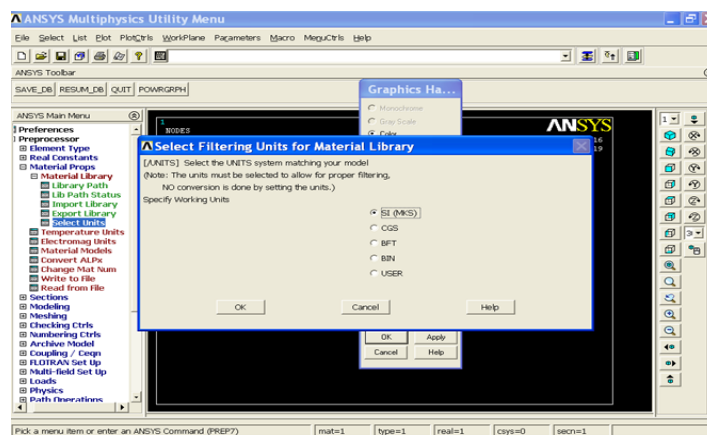 ANSYS Multiphysics Utility Menu
File Select List Plot PlotCtrls WorkPlane Parameters Macro MenuCtrls Help
ANSYS Toolbar
SAVE_DB RESUM_DB QUIT POWRGRPH
Graphics Ha...
Monochrome
Gray Scale
Color
ANSYS Main Menu
Preferences
Preprocessor
Element Type
Real Constants
Material Props
Material Library
Library Path
Lib Path Status
Import Library
Export Library
Select Units
Temperature Units
Electromag Units
Material Models
Convert ALPx
Change Mat Num
Write to File
Read from File
Sections
Modeling
Meshing
Checking Ctrls
Numbering Ctrls
Archive Model
Coupling / Ceqn
FLOTRAN Set Up
Multi-field Set Up
Loads
Physics
Path Operations
1
NODES
ANSYS
16
19
Select Filtering Units for Material Library
[/UNITS] Select the UNITS system matching your model
(Note: The units must be selected to allow for proper filtering,
NO conversion is done by setting the units.)
Specify Working Units
SI (MKS)
CGS
BFT
BIN
USER
OK Cancel Help
OK Apply
Cancel Help
1
3
Pick a menu item or enter an ANSYS Command (PREP7) mat=1 type=1 real=1 csys=0 secn=1